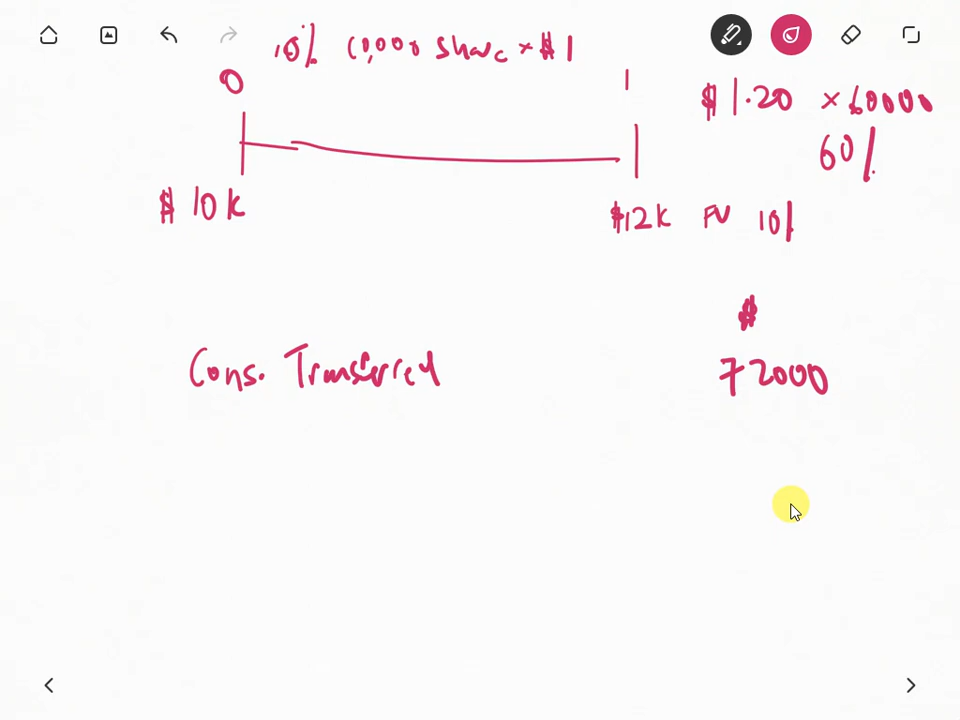 10% 10,000 share × $1
0 1
$1.20 × 60000
60%
$10k
$12k FV 10%
$
Cons. Transferred 72000